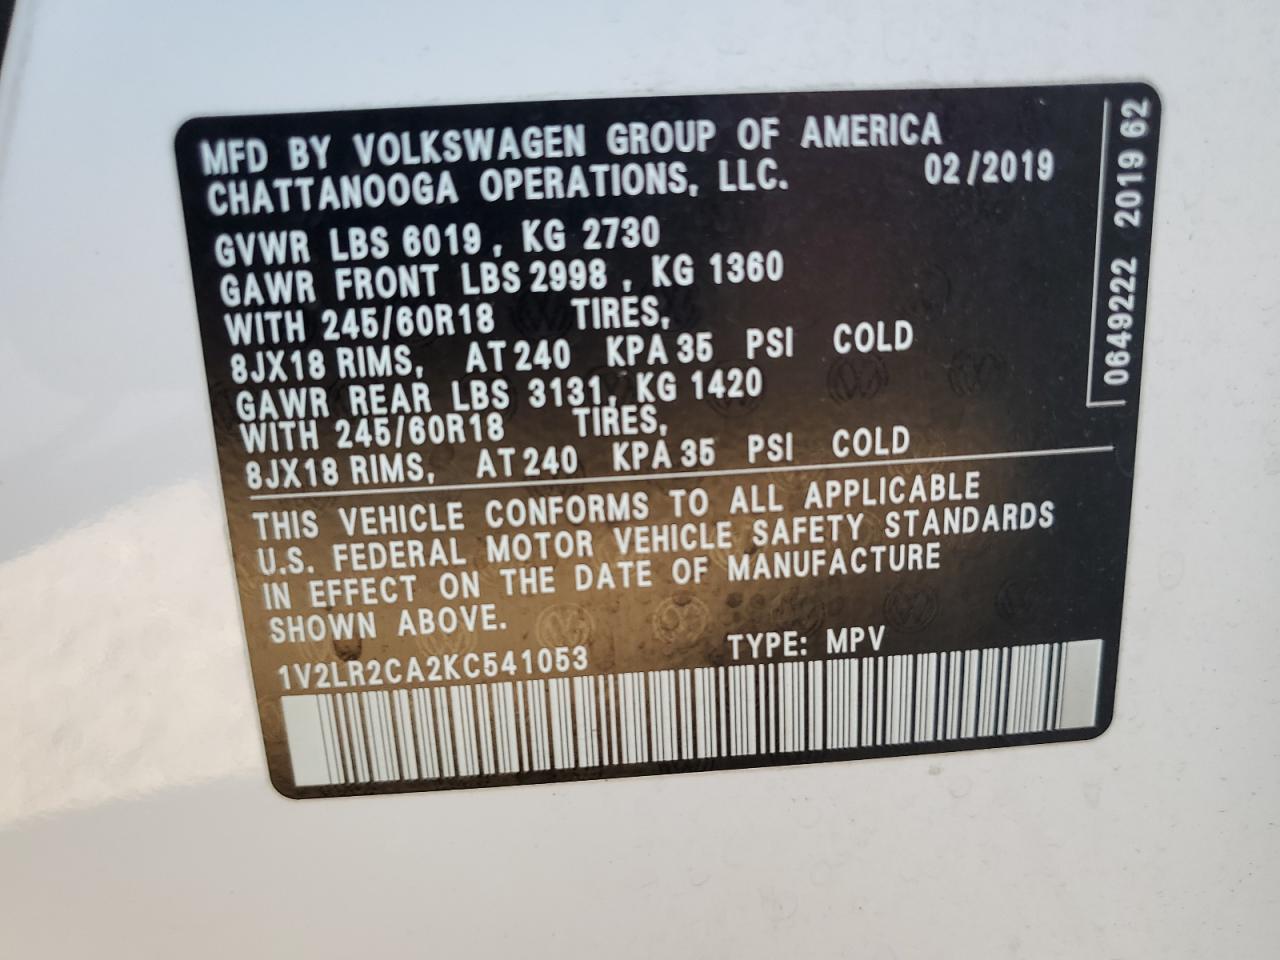 MFD BY VOLKSWAGEN GROUP OF AMERICA
CHATTANOOGA OPERATIONS, LLC. 02/2019
GVWR LBS 6019, KG 2730
GAWR FRONT LBS 2998, KG 1360
WITH 245/60R18 TIRES,
8JX18 RIMS, AT 240 KPA 35 PSI COLD
GAWR REAR LBS 3131, KG 1420
WITH 245/60R18 TIRES,
8JX18 RIMS, AT 240 KPA 35 PSI COLD
THIS VEHICLE CONFORMS TO ALL APPLICABLE
U.S. FEDERAL MOTOR VEHICLE SAFETY STANDARDS
IN EFFECT ON THE DATE OF MANUFACTURE
SHOWN ABOVE.
1V2LR2CA2KC541053 TYPE: MPV
0649222 2019 62